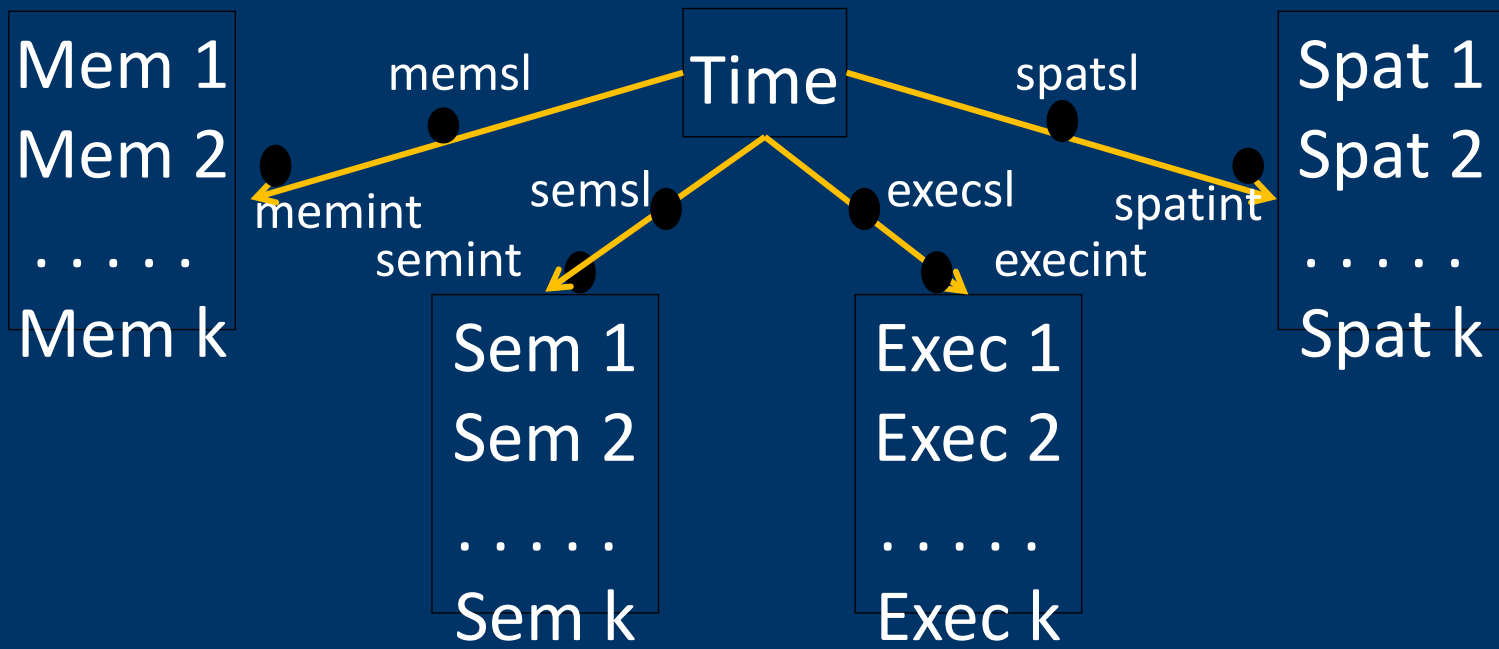 Mem 1
Mem 2
. . . . .
Mem k
memsl
memint
Time
semsl
semint
execsl
execint
spatsl
spatint
Spat 1
Spat 2
. . . . .
Spat k
Sem 1
Sem 2
. . . . .
Sem k
Exec 1
Exec 2
. . . . .
Exec k